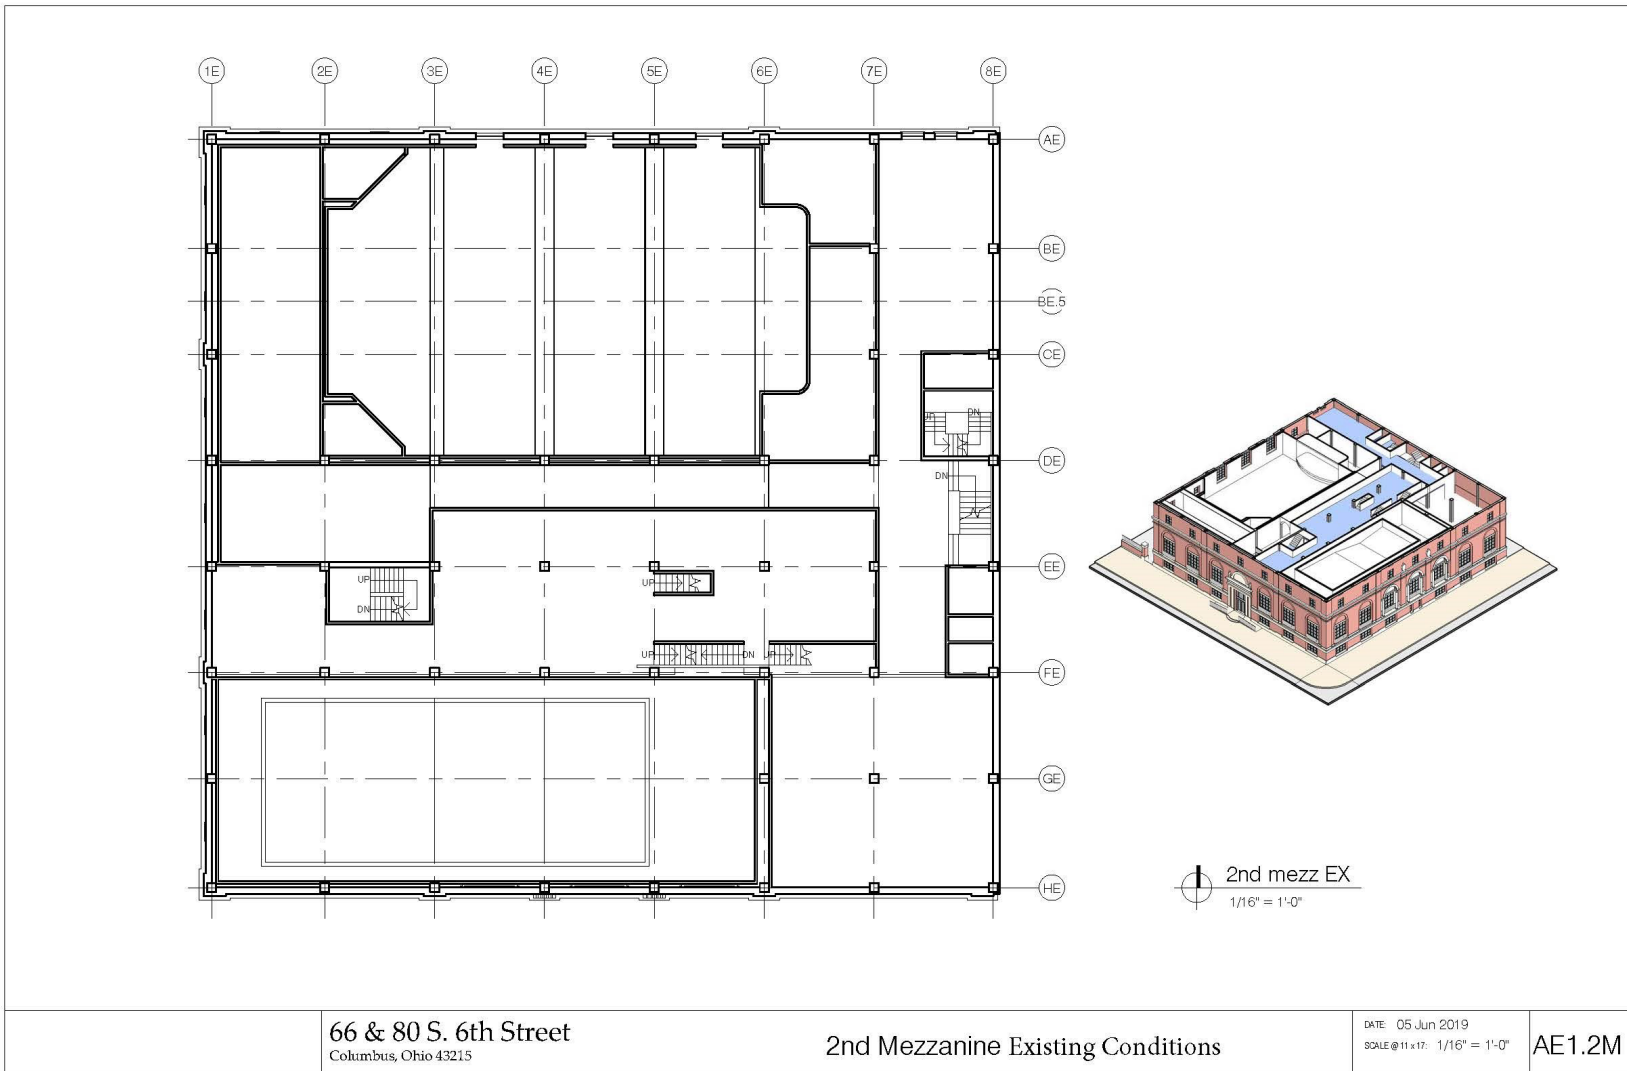 1E 2E 3E 4E 5E 6E 7E 8E
AE
BE
BE.5
CE
UP DN
DE
DN
EE
UP
UP
DN
UP DN UP
FE
GE
HE
2nd mezz EX
1/16" = 1'-0"
66 & 80 S. 6th Street
Columbus, Ohio 43215
2nd Mezzanine Existing Conditions
DATE: 05 Jun 2019
SCALE @ 11 x 17: 1/16" = 1'-0"
AE1.2M